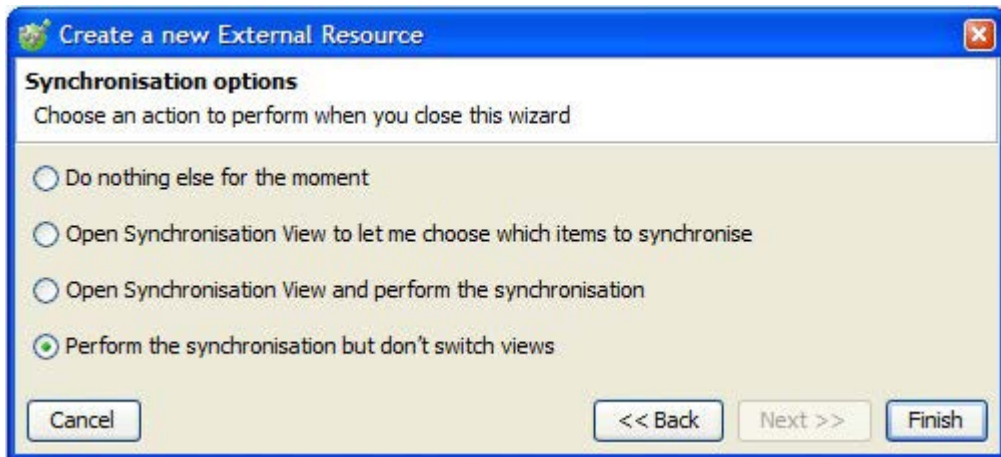 Create a new External Resource
Synchronisation options
Choose an action to perform when you close this wizard
Do nothing else for the moment
Open Synchronisation View to let me choose which items to synchronise
Open Synchronisation View and perform the synchronisation
Perform the synchronisation but don't switch views
Cancel << Back Next >> Finish